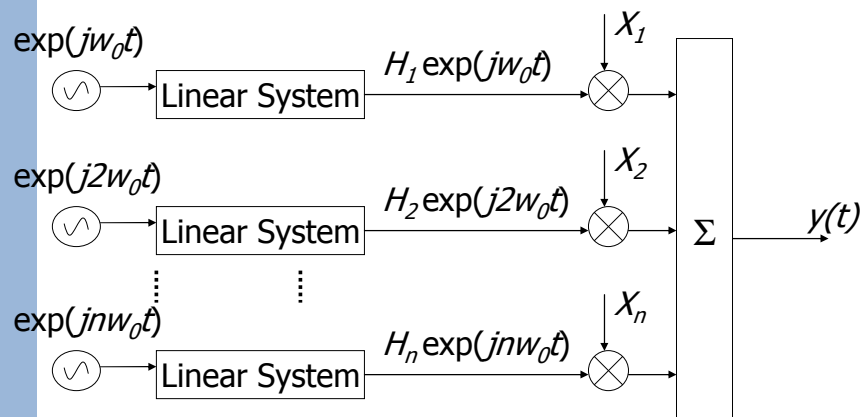 exp(jw₀t)
X₁
H₁ exp(jw₀t)
Linear System
exp(j2w₀t)
X₂
H₂ exp(j2w₀t)
Linear System
Σ
y(t)
exp(jnw₀t)
Xₙ
Hₙ exp(jnw₀t)
Linear System